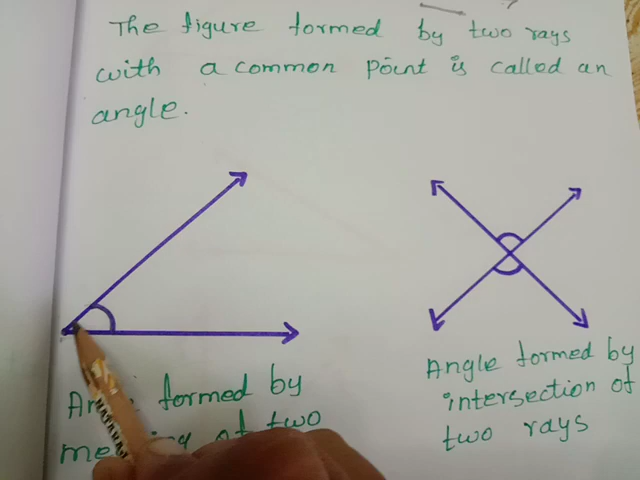 The figure formed by two rays
with a common point is called an
angle.
formed by
of two
Angle formed by
intersection of
two rays